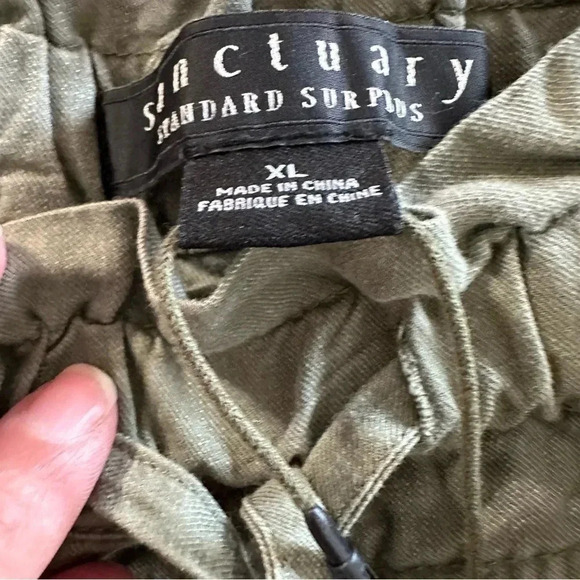 sanctuary
STANDARD SURPLUS
XL
MADE IN CHINA
FABRIQUE EN CHINE